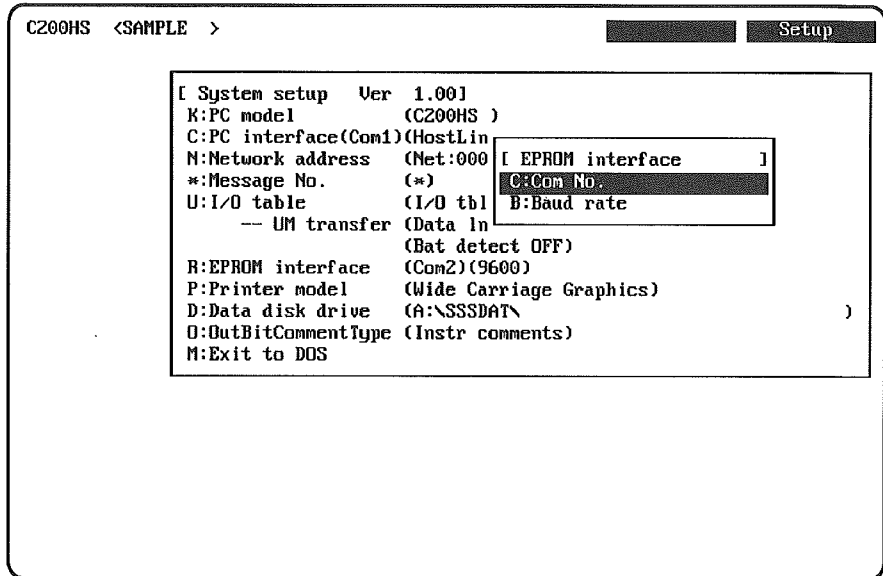 C200HS <SAMPLE >
Setup
[ System setup Ver 1.00]
K:PC model (C200HS )
C:PC interface(Com1)(HostLin
N:Network address (Net:000
*:Message No. (*)
U:I/O table (I/O tbl
-- UM transfer (Data ln
(Bat detect OFF)
R:EPROM interface (Com2)(9600)
P:Printer model (Wide Carriage Graphics)
D:Data disk drive (A:\SSSDAT\ )
O:OutBitCommentType (Instr comments)
M:Exit to DOS
[ EPROM interface ]
C:Com No.
B:Baud rate